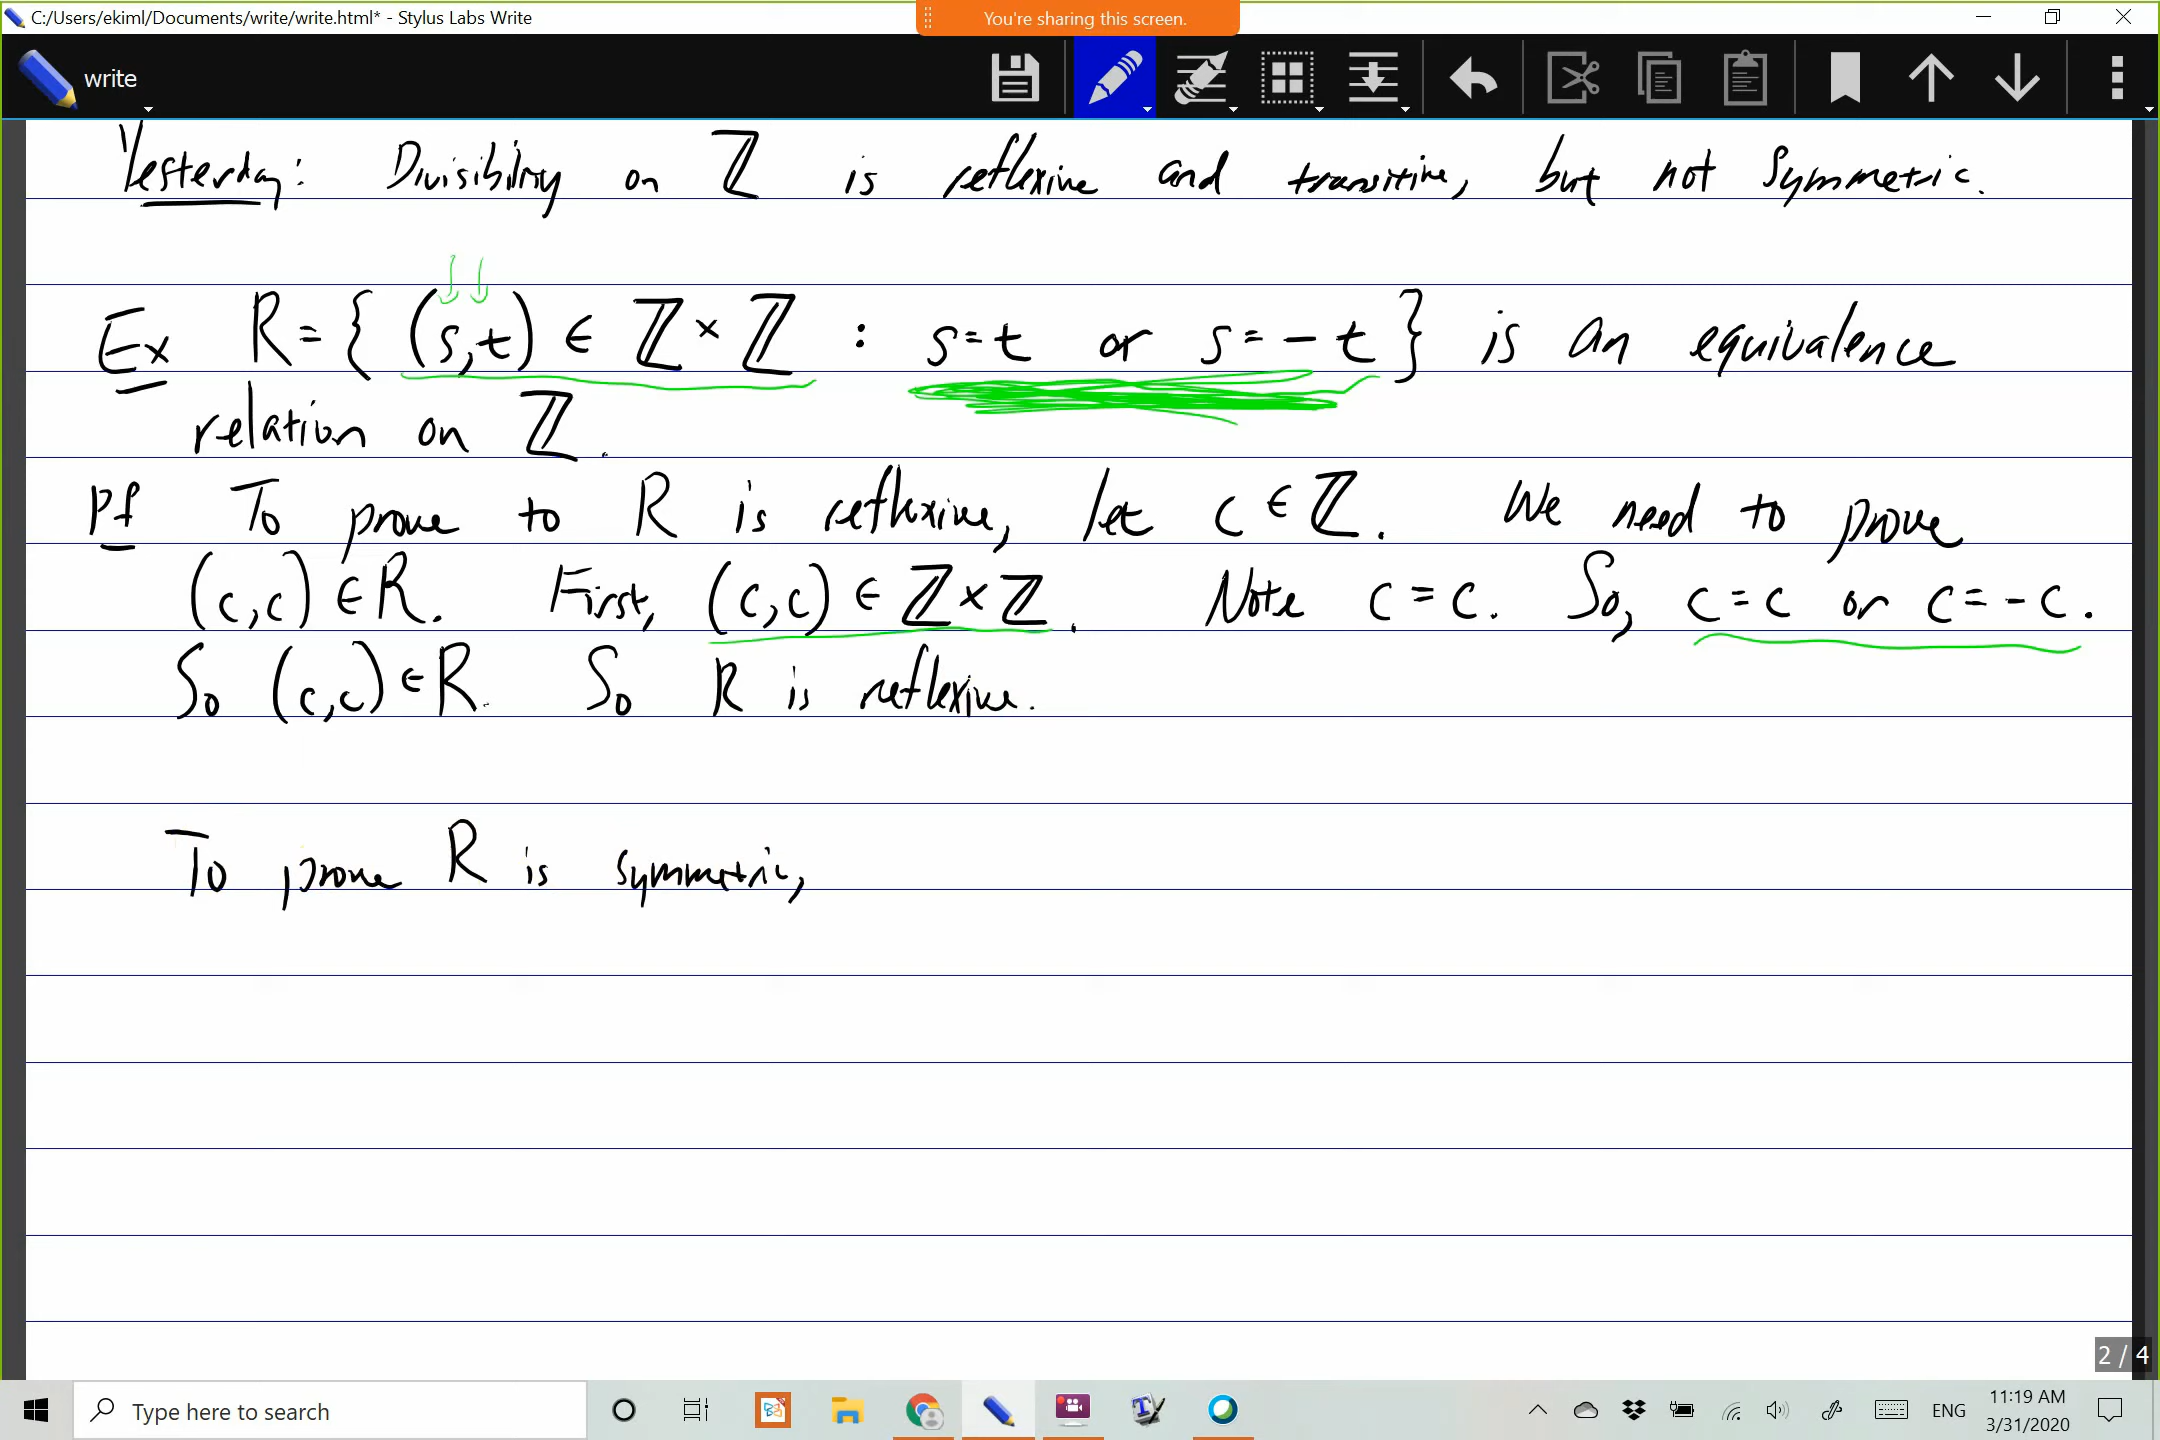 C:/Users/ekiml/Documents/write/write.html* - Stylus Labs Write
You're sharing this screen.
write
Yesterday: Divisibility on ℤ is reflexive and transitive, but not symmetric.
Ex R = { (s,t) ∈ ℤ × ℤ : s = t or s = - t } is an equivalence
relation on ℤ.
Pf To prove to R is reflexive, let c ∈ ℤ. We need to prove
(c,c) ∈ R. First, (c,c) ∈ ℤ × ℤ. Note c = c. So, c = c or c = - c.
So (c,c) ∈ R. So R is reflexive.
To prove R is symmetric,
2 / 4
Type here to search
ENG
11:19 AM
3/31/2020